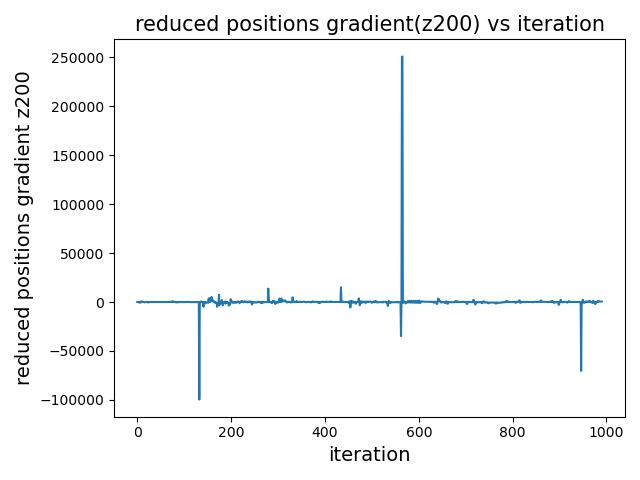 reduced positions gradient(z200) vs iteration
reduced positions gradient z200
250000
200000
150000
100000
50000
0
−50000
−100000
0 200 400 600 800 1000
iteration